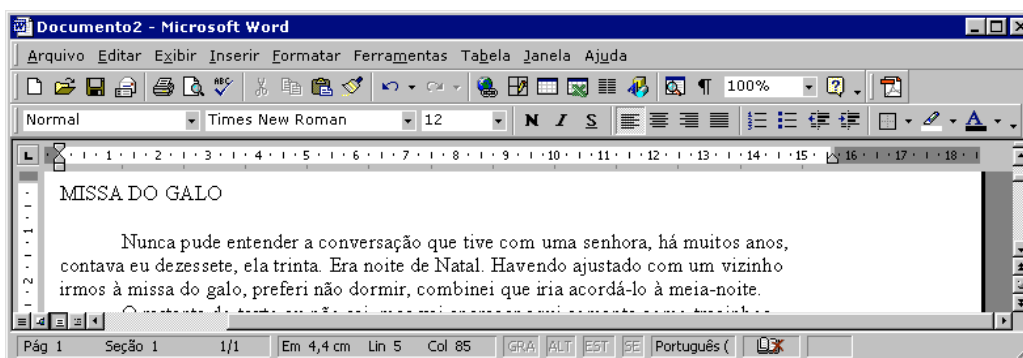 Documento2 - Microsoft Word
Arquivo Editar Exibir Inserir Formatar Ferramentas Tabela Janela Ajuda
100%
Normal Times New Roman 12 N I S
1 2 3 4 5 6 7 8 9 10 11 12 13 14 15 16 17 18
MISSA DO GALO
Nunca pude entender a conversação que tive com uma senhora, há muitos anos,
contava eu dezessete, ela trinta. Era noite de Natal. Havendo ajustado com um vizinho
irmos à missa do galo, preferi não dormir, combinei que iria acordá-lo à meia-noite.
Pág 1 Seção 1 1/1 Em 4,4 cm Lin 5 Col 85 GRA ALT EST SE Português (